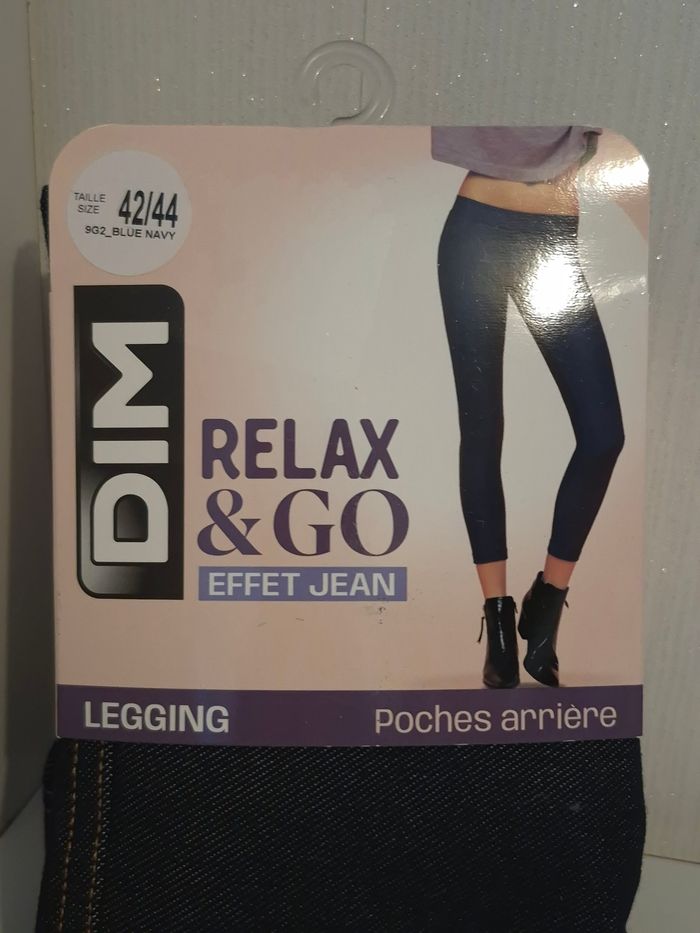 TAILLE
SIZE
42/44
9G2_BLUE NAVY
DIM
RELAX
& GO
EFFET JEAN
LEGGING
Poches arrière